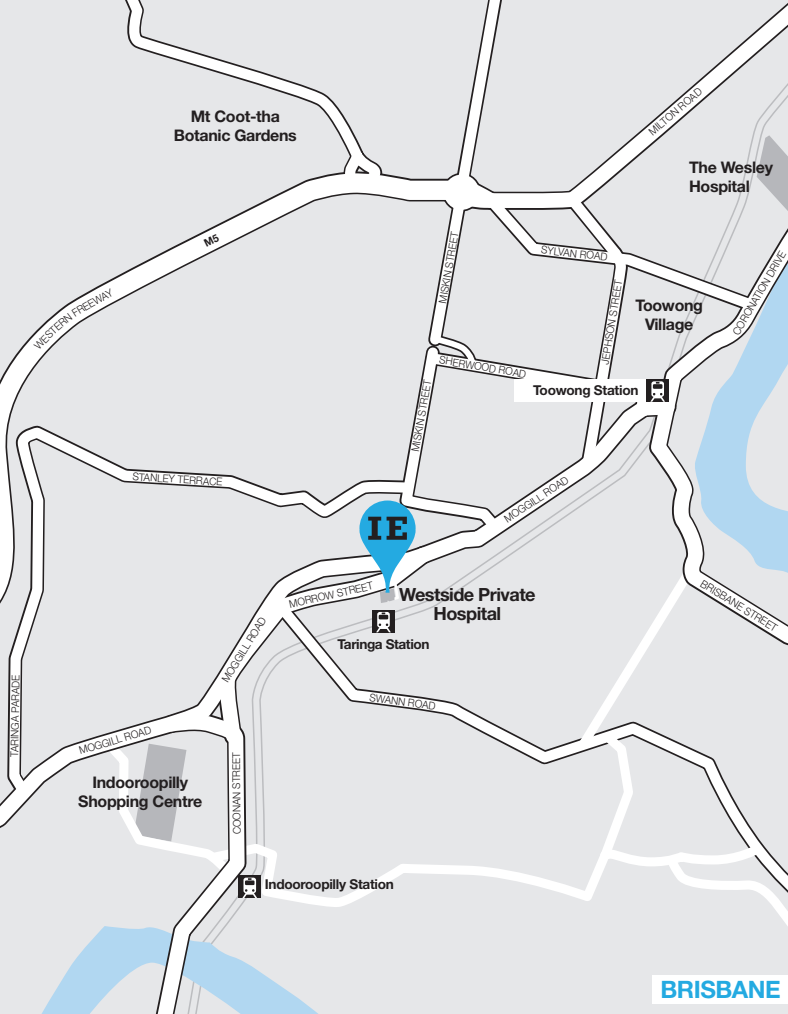 MILTON ROAD
Mt Coot-tha
Botanic Gardens
The Wesley
Hospital
M5
MISKIN STREET
SYLVAN ROAD
CORONATION DRIVE
WESTERN FREEWAY
JEPHSON STREET
Toowong
Village
SHERWOOD ROAD
Toowong Station
MISKIN STREET
STANLEY TERRACE
MOGGILL ROAD
IE
MORROW STREET
Westside Private
Hospital
BRISBANE STREET
Taringa Station
MOGGILL ROAD
SWANN ROAD
TARINGA PARADE
MOGGILL ROAD
COONAN STREET
Indooroopilly
Shopping Centre
Indooroopilly Station
BRISBANE